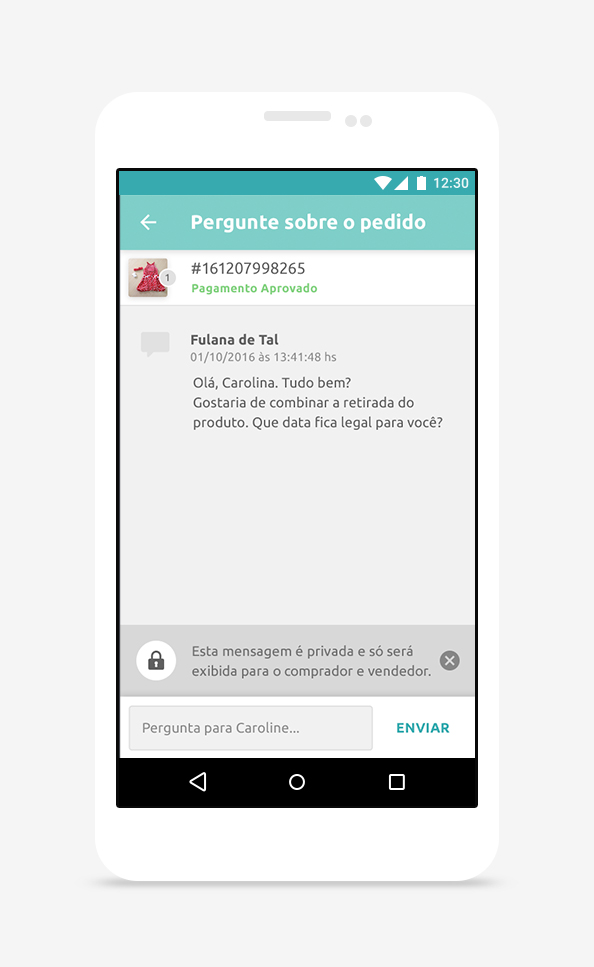 12:30
Pergunte sobre o pedido
#161207998265
1
Pagamento Aprovado
Fulana de Tal
01/10/2016 às 13:41:48 hs
Olá, Carolina. Tudo bem?
Gostaria de combinar a retirada do
produto. Que data fica legal para você?
Esta mensagem é privada e só será
exibida para o comprador e vendedor.
Pergunta para Caroline...
ENVIAR